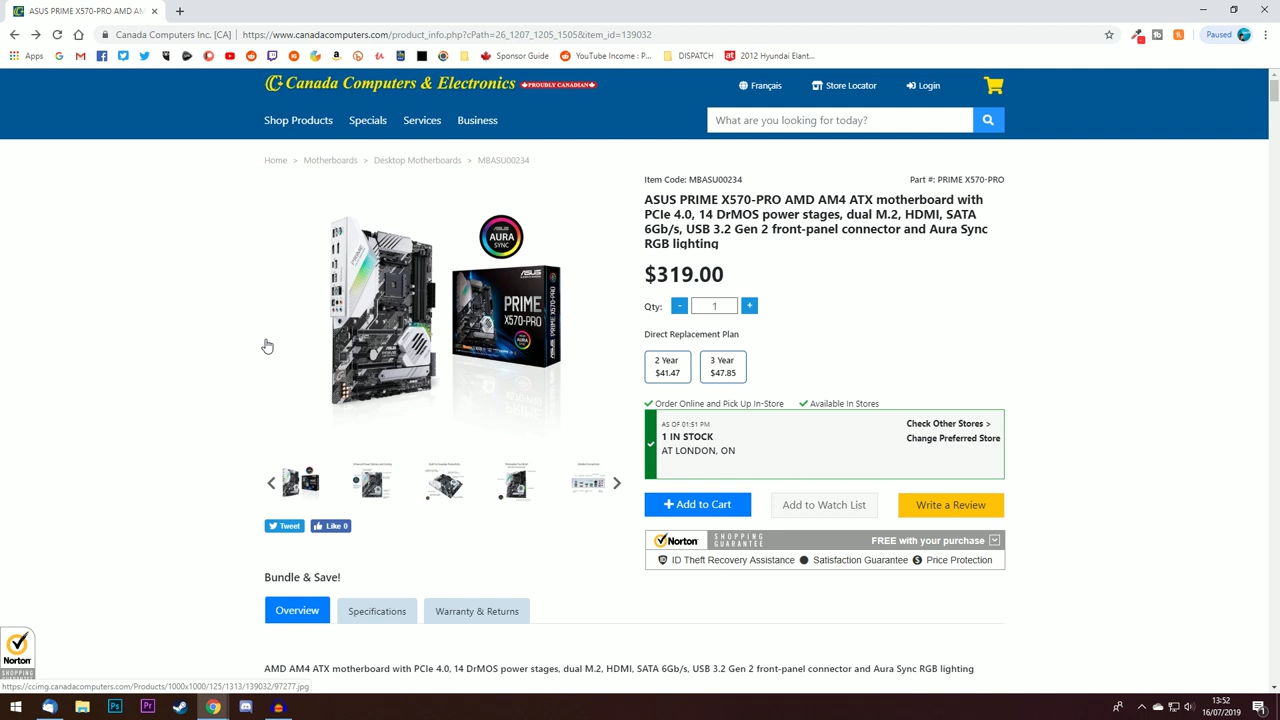 ASUS PRIME X570-PRO AMD AM
Canada Computers Inc. [CA] | https://www.canadacomputers.com/product_info.php?cPath=26_1207_1205_1505&item_id=139032
Paused
Apps
Sponsor Guide
YouTube Income : P...
DISPATCH
2012 Hyundai Elant...
Canada Computers & Electronics
PROUDLY CANADIAN
Français
Store Locator
Login
Shop Products
Specials
Services
Business
What are you looking for today?
Home > Motherboards > Desktop Motherboards > MBASU00234
Item Code: MBASU00234
Part #: PRIME X570-PRO
ASUS PRIME X570-PRO AMD AM4 ATX motherboard with
PCIe 4.0, 14 DrMOS power stages, dual M.2, HDMI, SATA
6Gb/s, USB 3.2 Gen 2 front-panel connector and Aura Sync
RGB lighting
AURA
SYNC
ASUS
PRIME
X570-PRO
$319.00
Qty:
-
1
+
Direct Replacement Plan
2 Year
$41.47
3 Year
$47.85
Order Online and Pick Up In-Store
Available In Stores
AS OF 01:51 PM
1 IN STOCK
AT LONDON, ON
Check Other Stores >
Change Preferred Store
+ Add to Cart
Add to Watch List
Write a Review
Tweet
Like 0
Norton
SHOPPING
GUARANTEE
FREE with your purchase
ID Theft Recovery Assistance
Satisfaction Guarantee
Price Protection
Bundle & Save!
Overview
Specifications
Warranty & Returns
Norton
SHOPPING
AMD AM4 ATX motherboard with PCIe 4.0, 14 DrMOS power stages, dual M.2, HDMI, SATA 6Gb/s, USB 3.2 Gen 2 front-panel connector and Aura Sync RGB lighting
https://ccimg.canadacomputers.com/Products/1000x1000/125/1313/139032/97277.jpg
13:52
16/07/2019